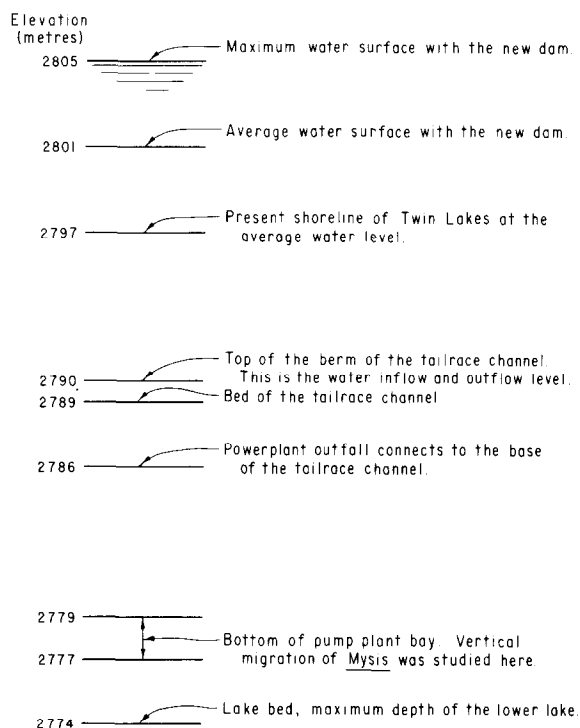 Elevation
(metres)
2805
Maximum water surface with the new dam.
2801
Average water surface with the new dam.
2797
Present shoreline of Twin Lakes at the
average water level.
2790
Top of the berm of the tailrace channel.
This is the water inflow and outflow level.
2789
Bed of the tailrace channel
2786
Powerplant outfall connects to the base
of the tailrace channel.
2779
2777
Bottom of pump plant bay. Vertical
migration of Mysis was studied here.
2774
Lake bed, maximum depth of the lower lake.